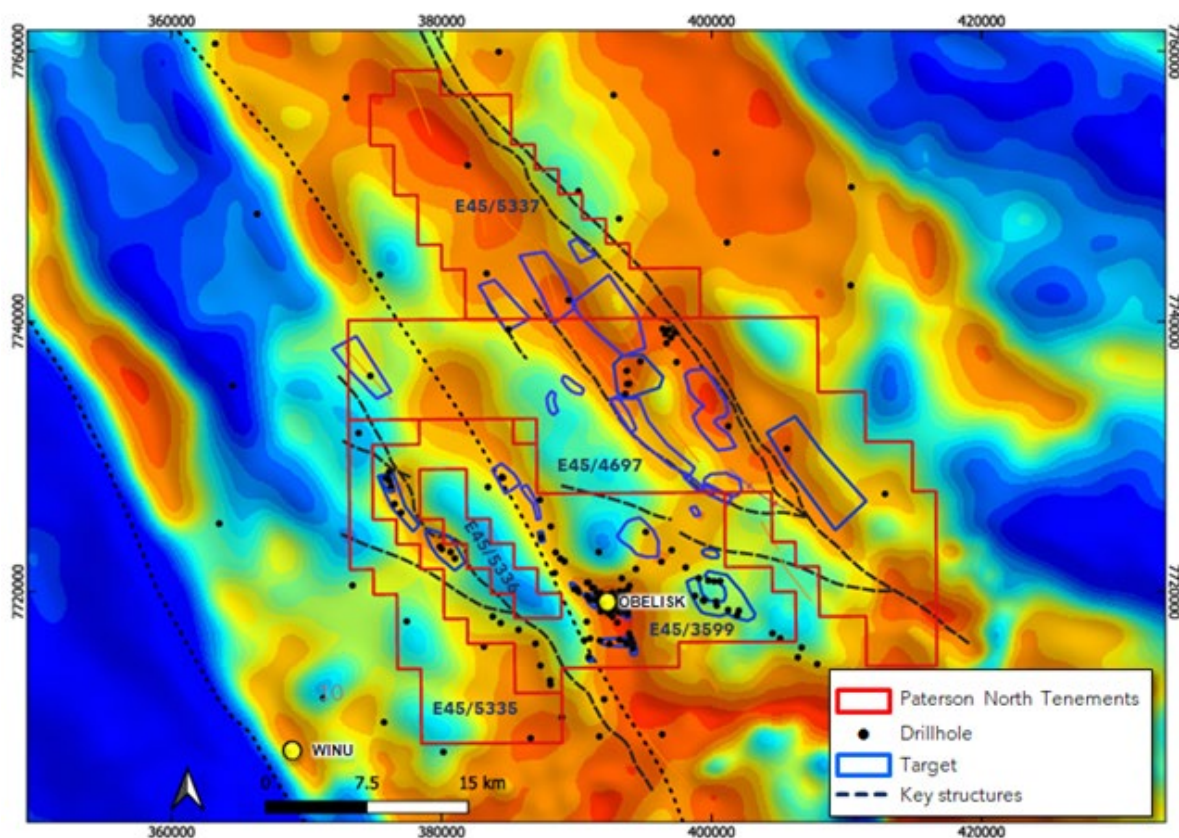 360000
380000
400000
420000
7760000
7760000
E45/5337
7740000
7740000
E45/4697
E45/5336
7720000
7720000
OBELISK
E45/3599
E45/5335
WINU
0
7.5
15 km
Paterson North Tenements
Drillhole
Target
Key structures
360000
380000
400000
420000